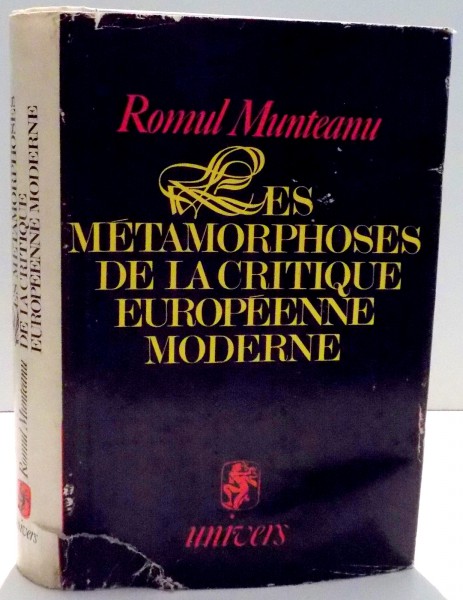 Romul Munteanu
LES
MÉTAMORPHOSES
DE LA CRITIQUE
EUROPÉENNE
MODERNE
univers
Romul Munteanu
LES MÉTAMORPHOSES
DE LA CRITIQUE
EUROPÉENNE MODERNE
univers